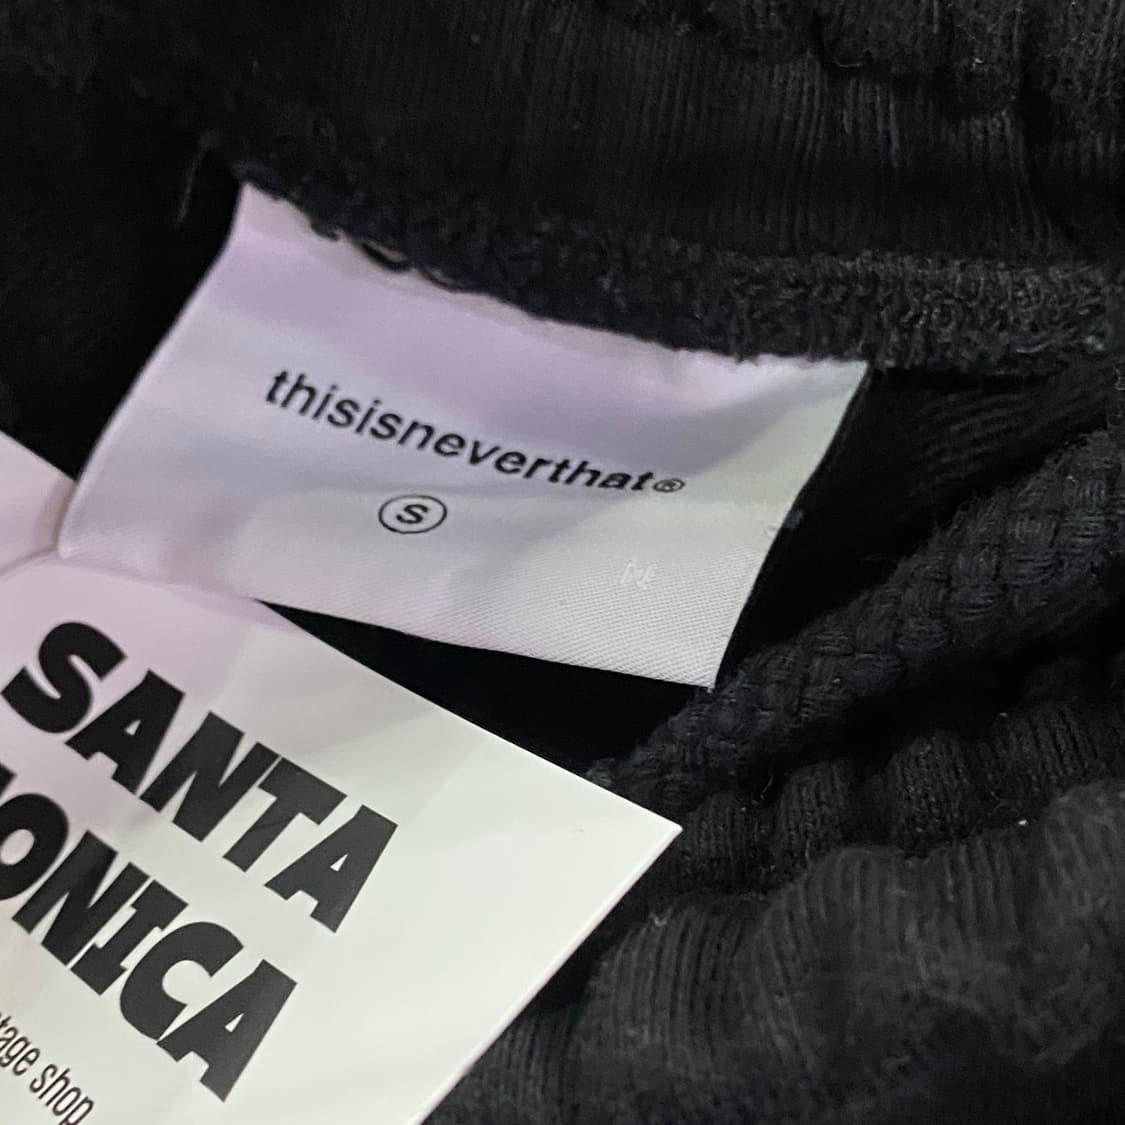 thisisneverthat®
S
SANTA
ONICA
tage shop